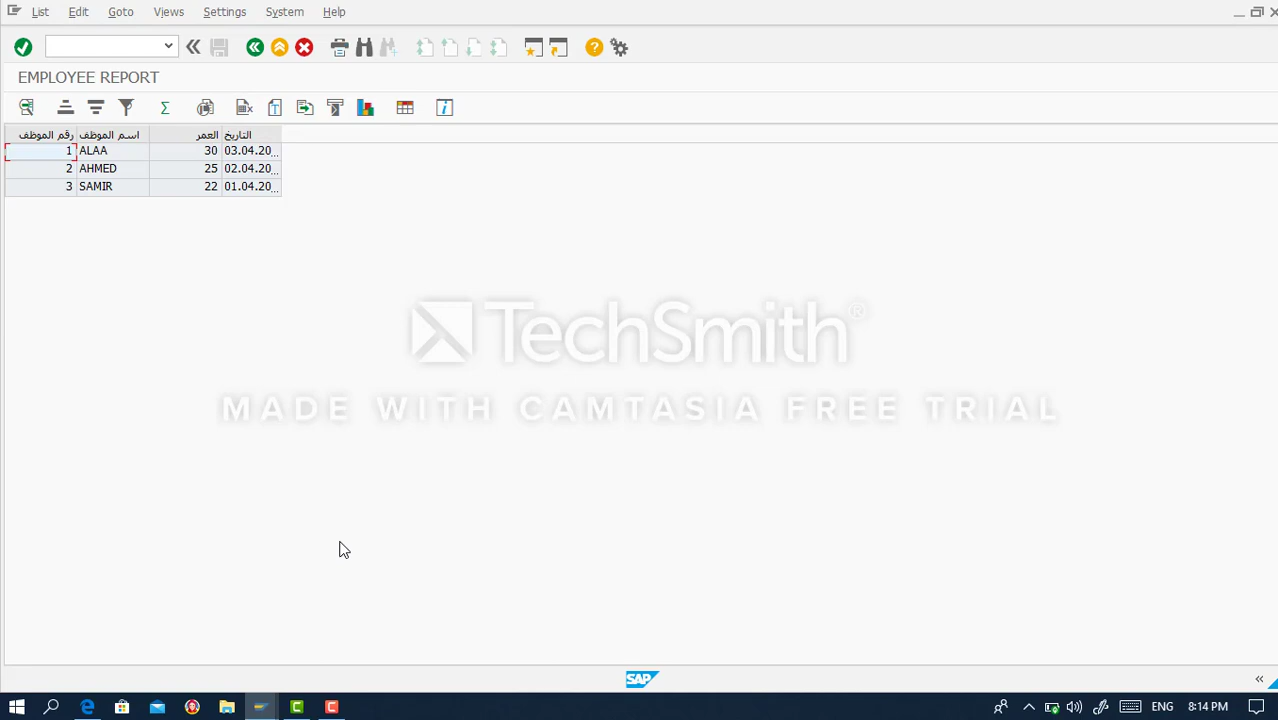 List Edit Goto Views Settings System Help
EMPLOYEE REPORT
رقم الموظف اسم الموظف العمر التاريخ
1 ALAA 30 03.04.20...
2 AHMED 25 02.04.20...
3 SAMIR 22 01.04.20...
TechSmith®
MADE WITH CAMTASIA FREE TRIAL
SAP
ENG 8:14 PM